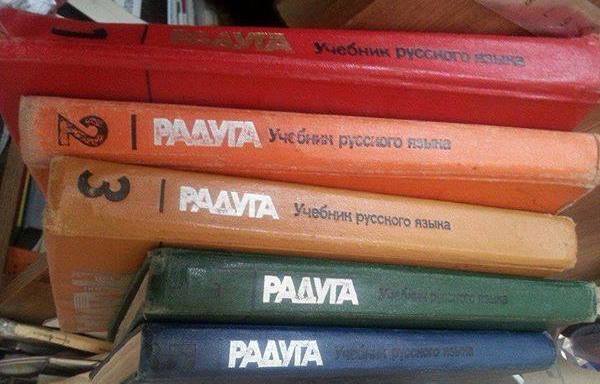 1 РАДУГА Учебник русского языка
2 РАДУГА Учебник русского языка
3 РАДУГА Учебник русского языка
РАДУГА Учебник русского языка
РАДУГА Учебник русского языка